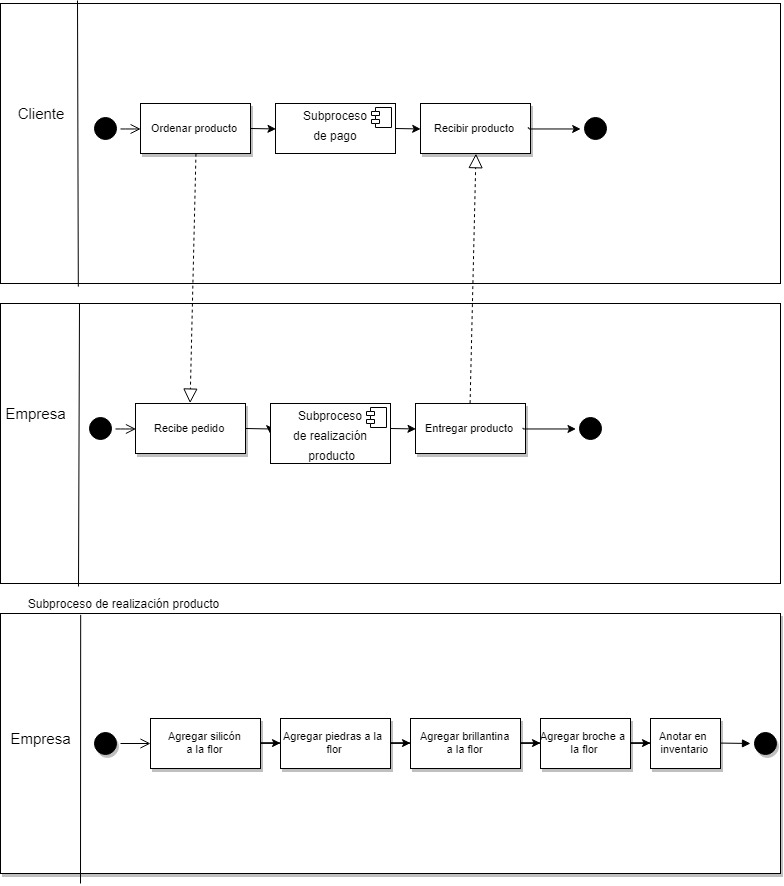 Cliente
Ordenar producto
Subproceso
de pago
Recibir producto
Empresa
Recibe pedido
Subproceso
de realización
producto
Entregar producto
Subproceso de realización producto
Empresa
Agregar silicón
a la flor
Agregar piedras a la
flor
Agregar brillantina
a la flor
Agregar broche a
la flor
Anotar en
inventario